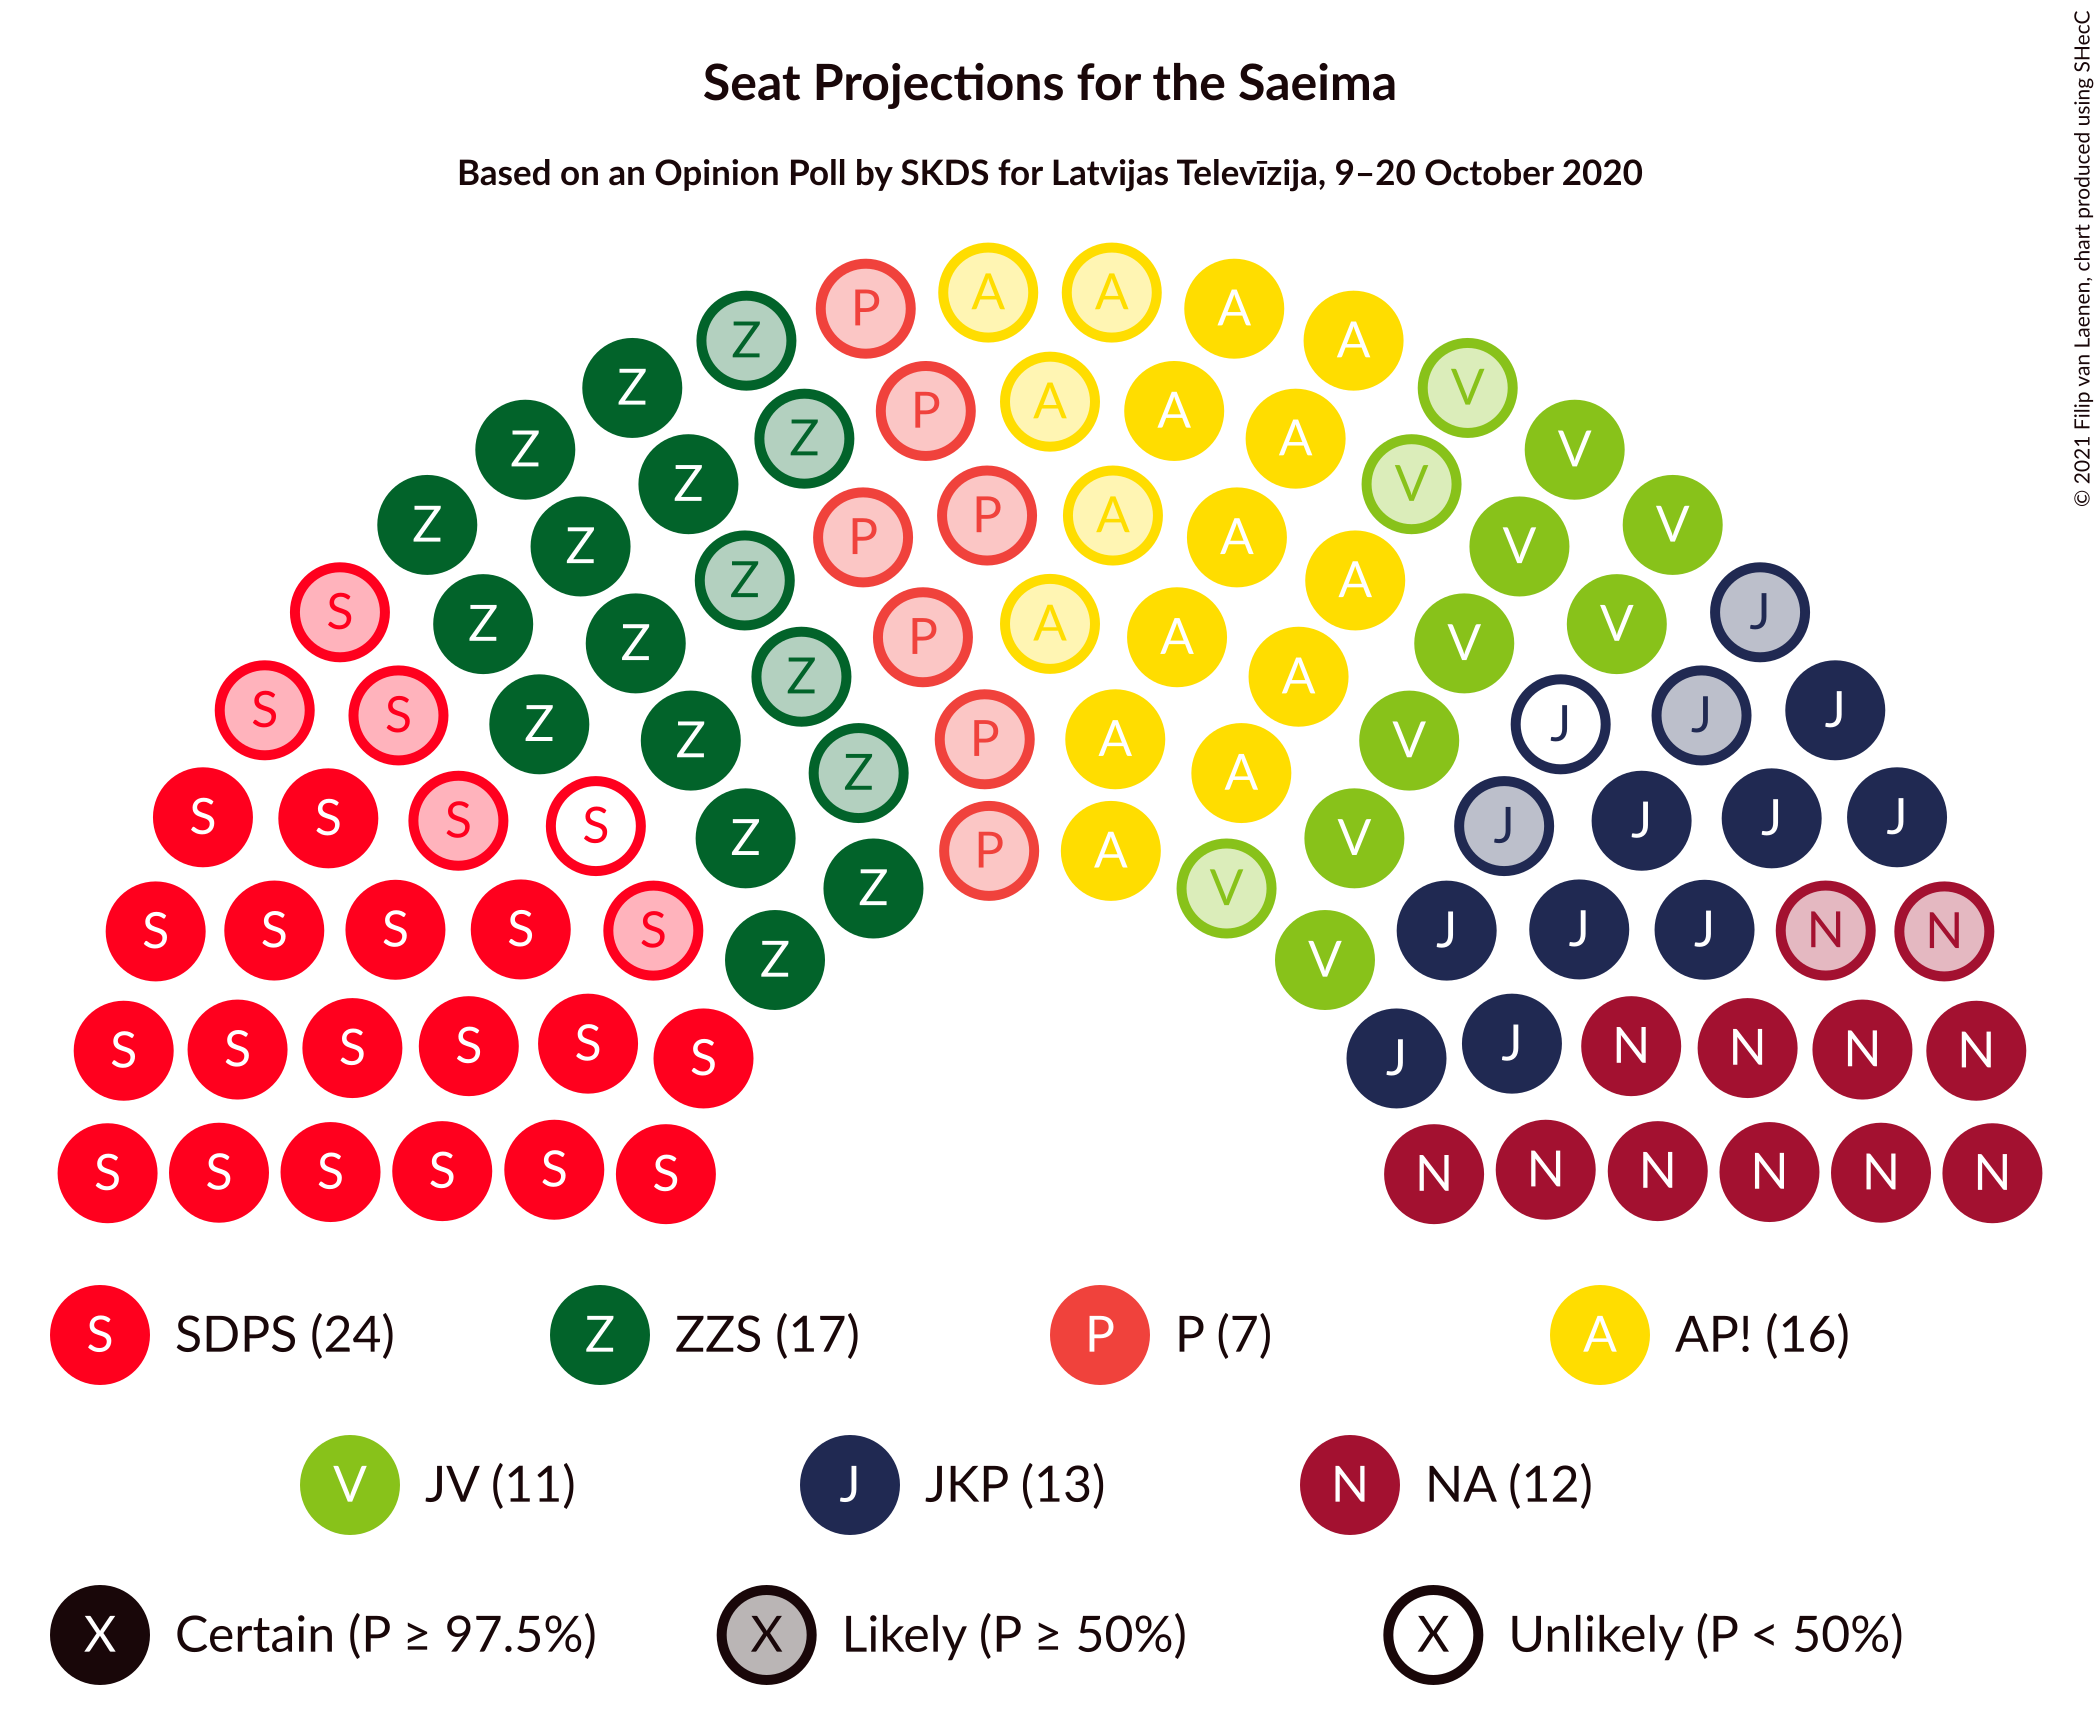 Seat Projections for the Saeima
Based on an Opinion Poll by SKDS for Latvijas Televīzija, 9–20 October 2020
© 2021 Filip van Laenen, chart produced using SHecC
A A
P A
Z A
Z V
A
P A
Z A
Z V
Z V
P A
Z V
P A
Z V
Z V
Z A
S J
A
Z V
P A
Z V
Z A
S J
S J
Z J
P A
Z V
Z A
S J
S J
S J
S J
Z V
P A
Z V
S J
S J
S J
S N
S N
Z V
S J
S J
S N
S N
S N
S N
S J
S N
S N
S N
S N
S N
S N
S SDPS (24) Z ZZS (17) P P (7) A AP! (16)
V JV (11) J JKP (13) N NA (12)
X Certain (P ≥ 97.5%) X Likely (P ≥ 50%) X Unlikely (P < 50%)